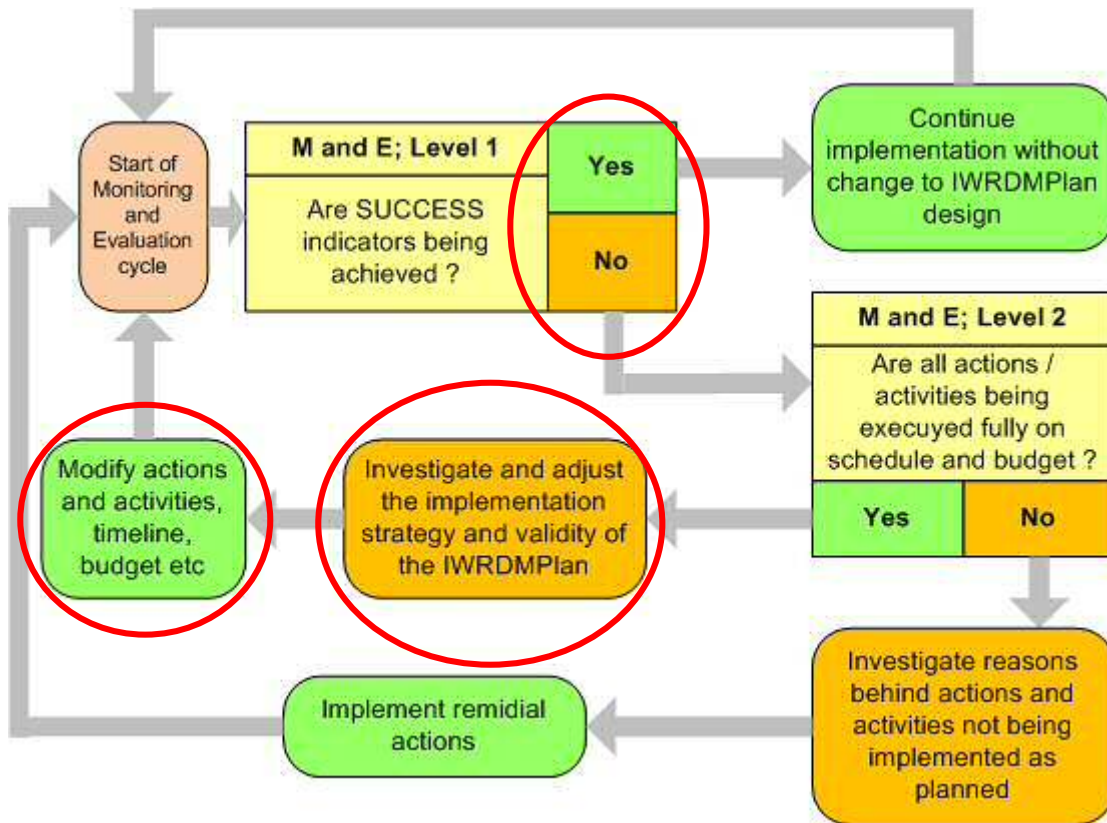 Start of
Monitoring
and
Evaluation
cycle
M and E; Level 1
Are SUCCESS
indicators being
achieved ?
Yes
No
Continue
implementation without
change to IWRDMPlan
design
M and E; Level 2
Are all actions /
activities being
execuyed fully on
schedule and budget ?
Yes
No
Modify actions
and activities,
timeline,
budget etc
Investigate and adjust
the implementation
strategy and validity of
the IWRDMPlan
Implement remidial
actions
Investigate reasons
behind actions and
activities not being
implemented as
planned